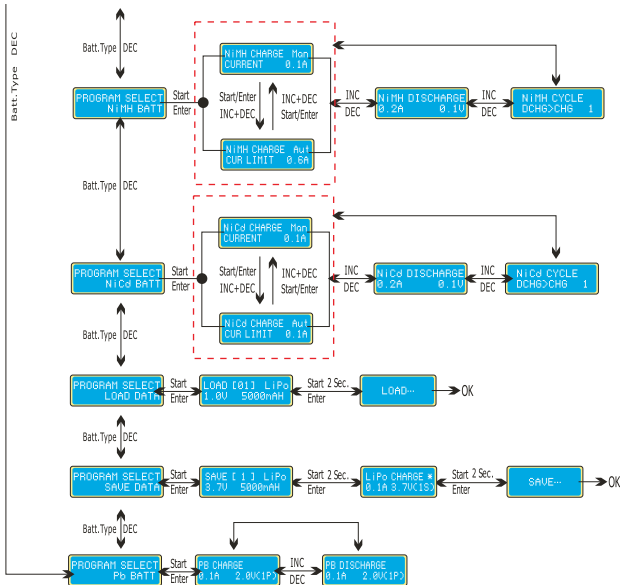 Batt.Type DEC
Batt.Type DEC
PROGRAM SELECT
NiMH BATT
Start
Enter
NiMH CHARGE Man
CURRENT 0.1A
Start/Enter
INC+DEC
INC+DEC
Start/Enter
NiMH CHARGE Aut
CUR LIMIT 0.6A
INC
DEC
NiMH DISCHARGE
0.2A 0.1V
INC
DEC
NiMH CYCLE
DCHG>CHG 1
Batt.Type DEC
PROGRAM SELECT
NiCd BATT
Start
Enter
NiCd CHARGE Man
CURRENT 0.1A
Start/Enter
INC+DEC
INC+DEC
Start/Enter
NiCd CHARGE Aut
CUR LIMIT 0.1A
INC
DEC
NiCd DISCHARGE
0.2A 0.1V
INC
DEC
NiCd CYCLE
DCHG>CHG 1
Batt.Type DEC
PROGRAM SELECT
LOAD DATA
Start
Enter
LOAD [01] LiPo
1.0V 5000mAH
Start 2 Sec.
Enter
LOAD···
OK
Batt.Type DEC
PROGRAM SELECT
SAVE DATA
Start
Enter
SAVE [ 1 ] LiPo
3.7V 5000mAH
Start 2 Sec.
Enter
LiPo CHARGE *
0.1A 3.7V(1S)
Start 2 Sec.
Enter
SAVE···
OK
Batt.Type DEC
PROGRAM SELECT
Pb BATT
Start
Enter
PB CHARGE
0.1A 2.0V(1P)
INC
DEC
PB DISCHARGE
0.1A 2.0V(1P)